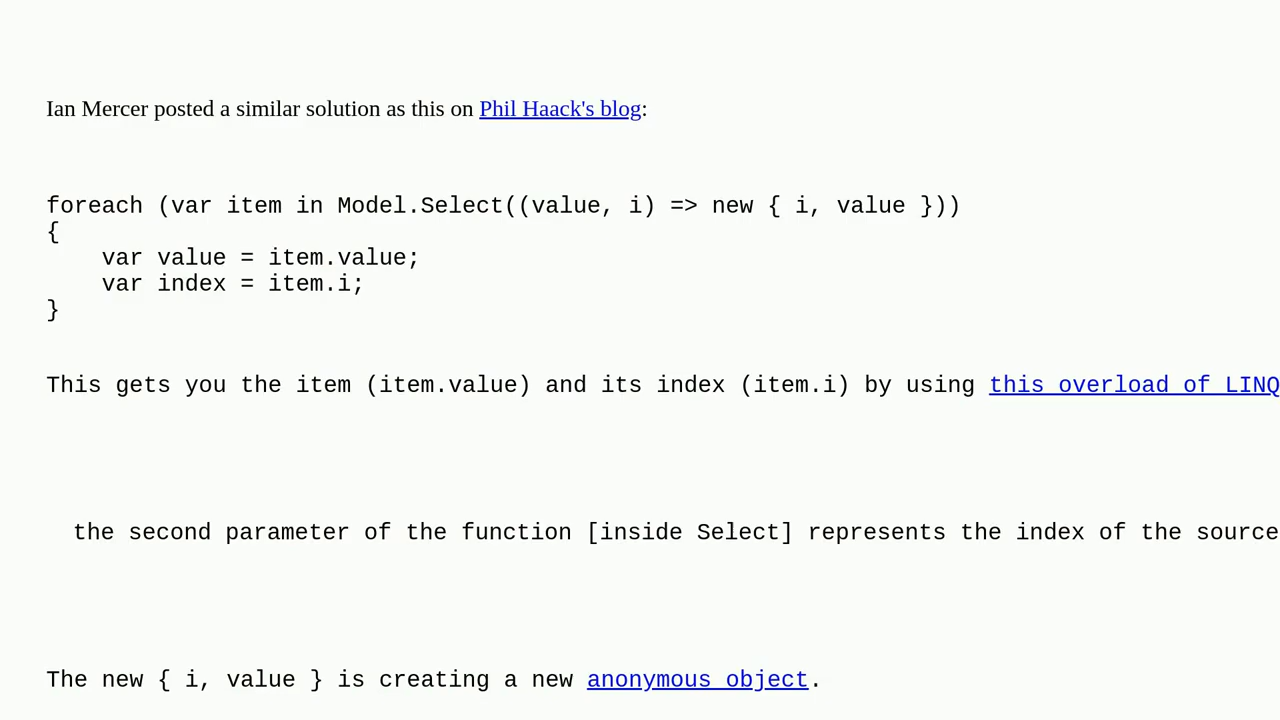 Ian Mercer posted a similar solution as this on Phil Haack's blog:
foreach (var item in Model.Select((value, i) => new { i, value }))
{
    var value = item.value;
    var index = item.i;
}
This gets you the item (item.value) and its index (item.i) by using this overload of LINQ
the second parameter of the function [inside Select] represents the index of the source
The new { i, value } is creating a new anonymous object.